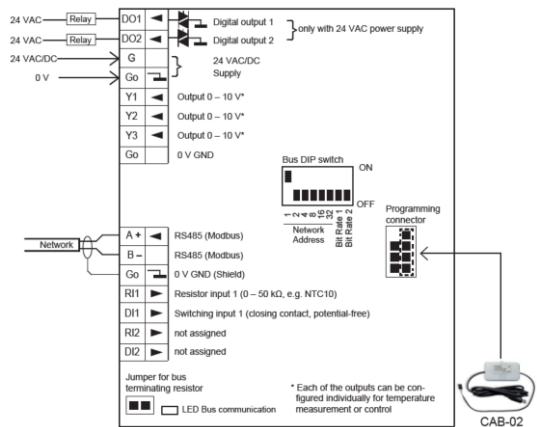 24 VAC Relay DO1 Digital output 1
24 VAC Relay DO2 Digital output 2
only with 24 VAC power supply
24 VAC/DC G 24 VAC/DC
0 V Go Supply
Y1 Output 0 – 10 V*
Y2 Output 0 – 10 V*
Y3 Output 0 – 10 V*
Go 0 V GND
Bus DIP switch
ON
OFF
1 2 4 8 16 32 Bit Rate 1 Bit Rate 2
Network
Address
Programming
connector
A + RS485 (Modbus)
Network
B – RS485 (Modbus)
Go 0 V GND (Shield)
RI1 Resistor input 1 (0 – 50 kΩ, e.g. NTC10)
DI1 Switching input 1 (closing contact, potential-free)
RI2 not assigned
DI2 not assigned
Jumper for bus
terminating resistor
LED Bus communication
* Each of the outputs can be con-
figured individually for temperature
measurement or control
CAB-02